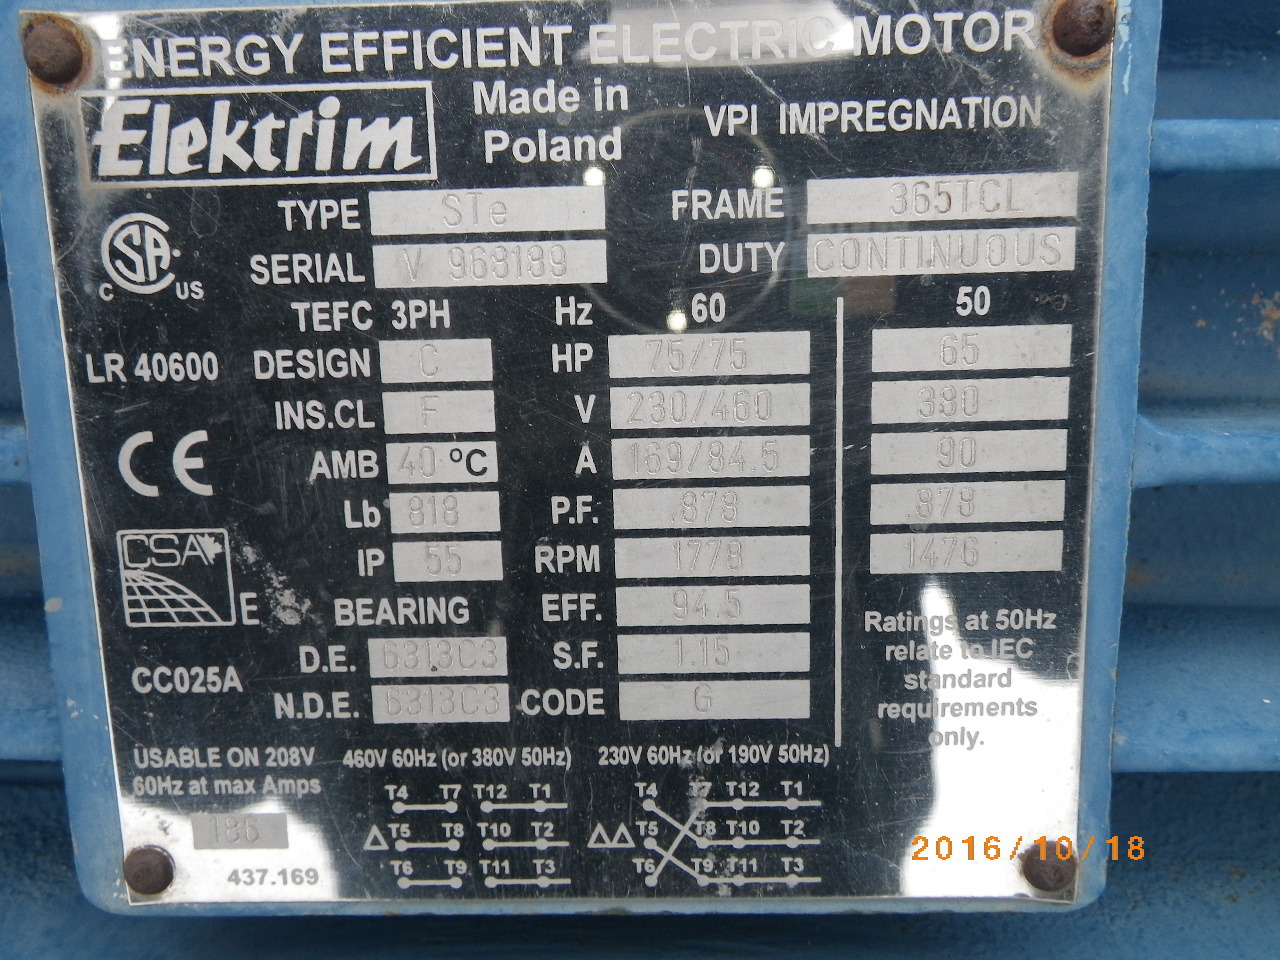 ENERGY EFFICIENT ELECTRIC MOTOR
Elektrim Made in Poland VPI IMPREGNATION
TYPE STe FRAME 365TCL
SERIAL V 968189 DUTY CONTINUOUS
C SA US
TEFC 3PH Hz 60 50
LR 40600 DESIGN C HP 75/75 65
INS.CL F V 230/460 380
CE AMB 40 °C A 169/84.5 90
Lb 818 P.F. .878 .878
CSA E IP 55 RPM 1778 1476
BEARING EFF. 94.5
D.E. 6313C3 S.F. 1.15
CC025A N.D.E. 6313C3 CODE G
Ratings at 50Hz
relate to IEC
standard
requirements
only.
USABLE ON 208V
60Hz at max Amps
186
437.169
460V 60Hz (or 380V 50Hz)
T4 T7 T12 T1
△ T5 T8 T10 T2
T6 T9 T11 T3
230V 60Hz (or 190V 50Hz)
T4 T7 T12 T1
△△ T5 T8 T10 T2
T6 T9 T11 T3
2016/10/18